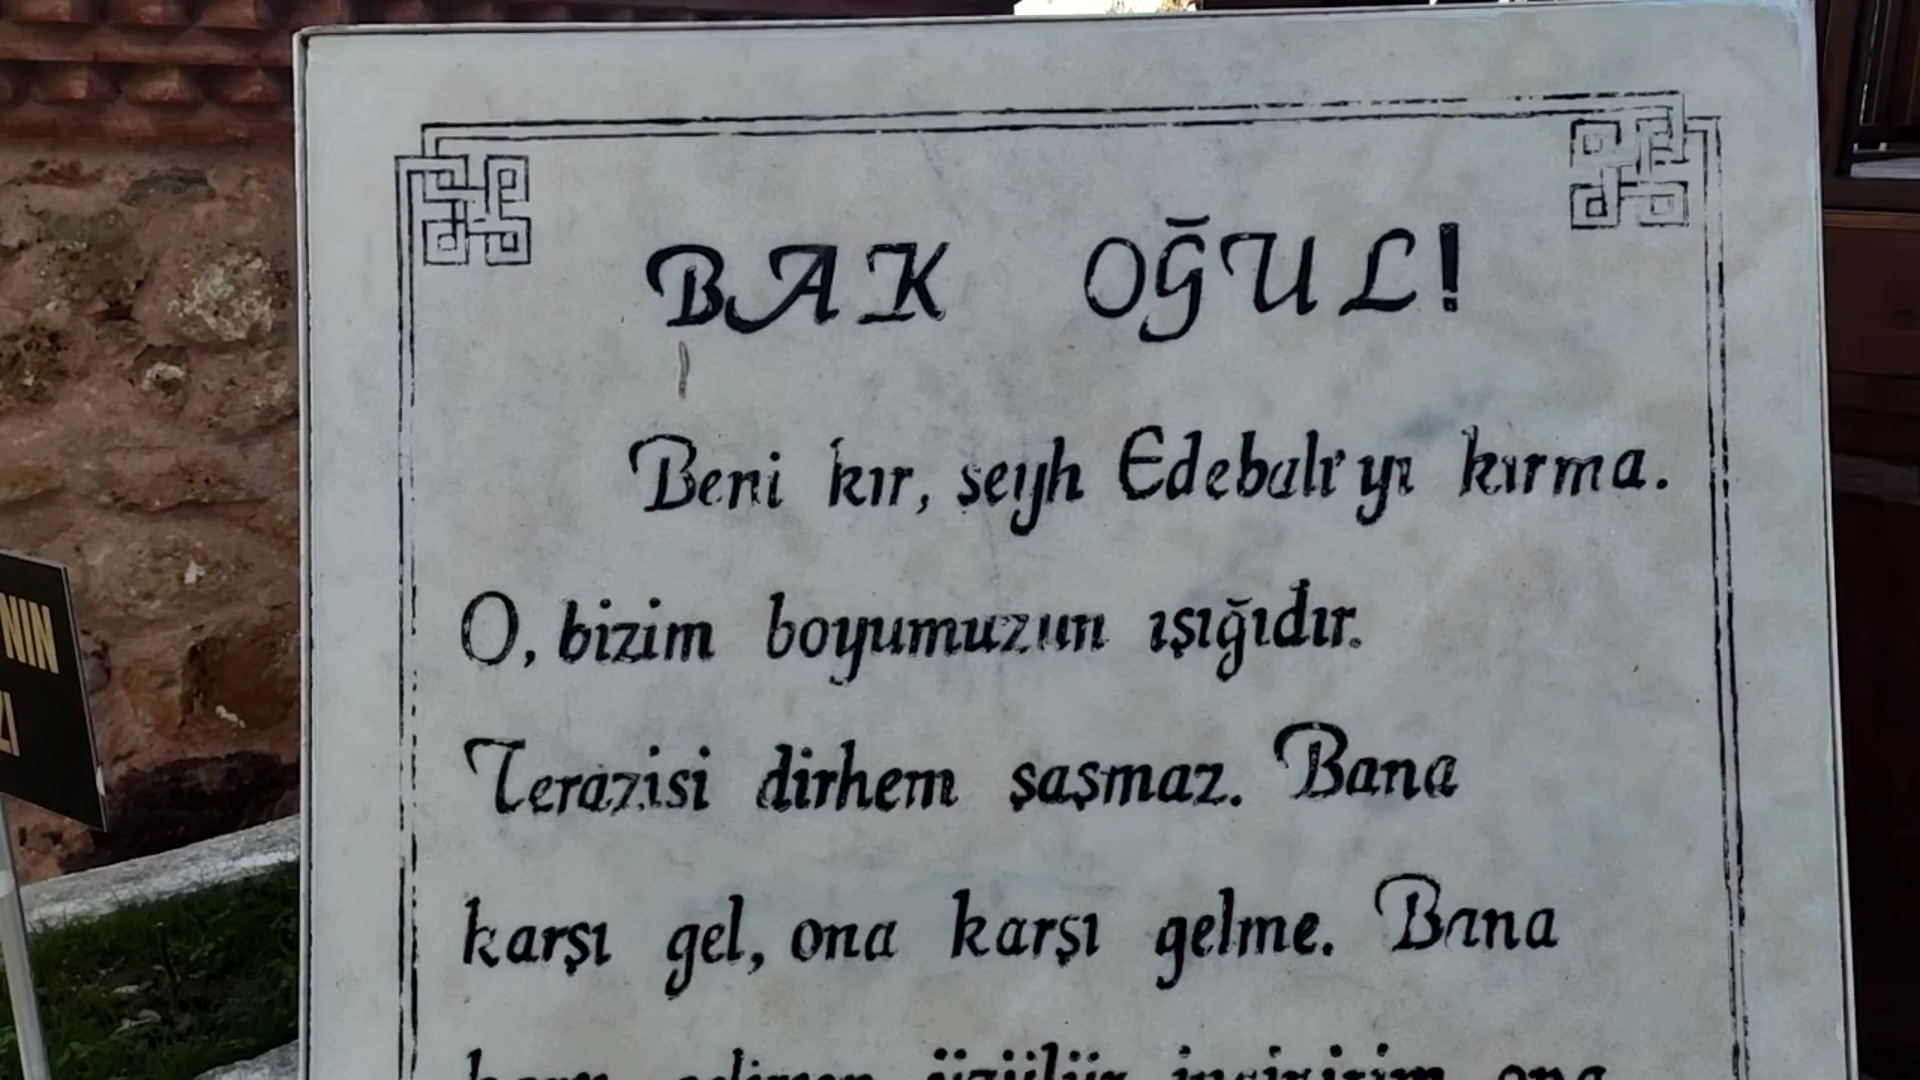 BAK OĞUL!
Beni kır, şeyh Edebalı'yı kırma.
O, bizim boyumuzun ışığıdır.
Terazisi dirhem şaşmaz. Bana
karşı gel, ona karşı gelme. Bana
NIN
ZI